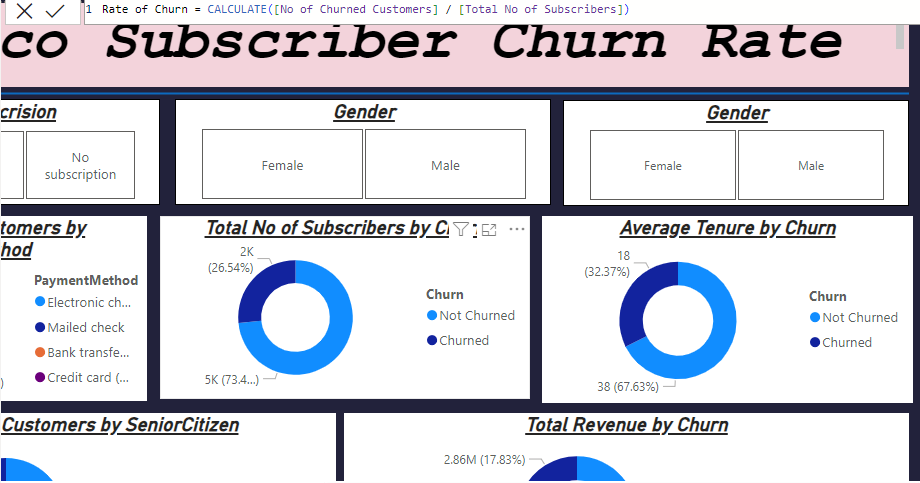 1 Rate of Churn = CALCULATE([No of Churned Customers] / [Total No of Subscribers])
co Subscriber Churn Rate
crision
No
subscription
Gender
Female Male
Gender
Female Male
tomers by
hod
PaymentMethod
Electronic ch...
Mailed check
Bank transfe...
Credit card (...
)
Total No of Subscribers by C
2K
(26.54%)
5K (73.4...)
Churn
Not Churned
Churned
Average Tenure by Churn
18
(32.37%)
38 (67.63%)
Churn
Not Churned
Churned
Customers by SeniorCitizen
Total Revenue by Churn
2.86M (17.83%)